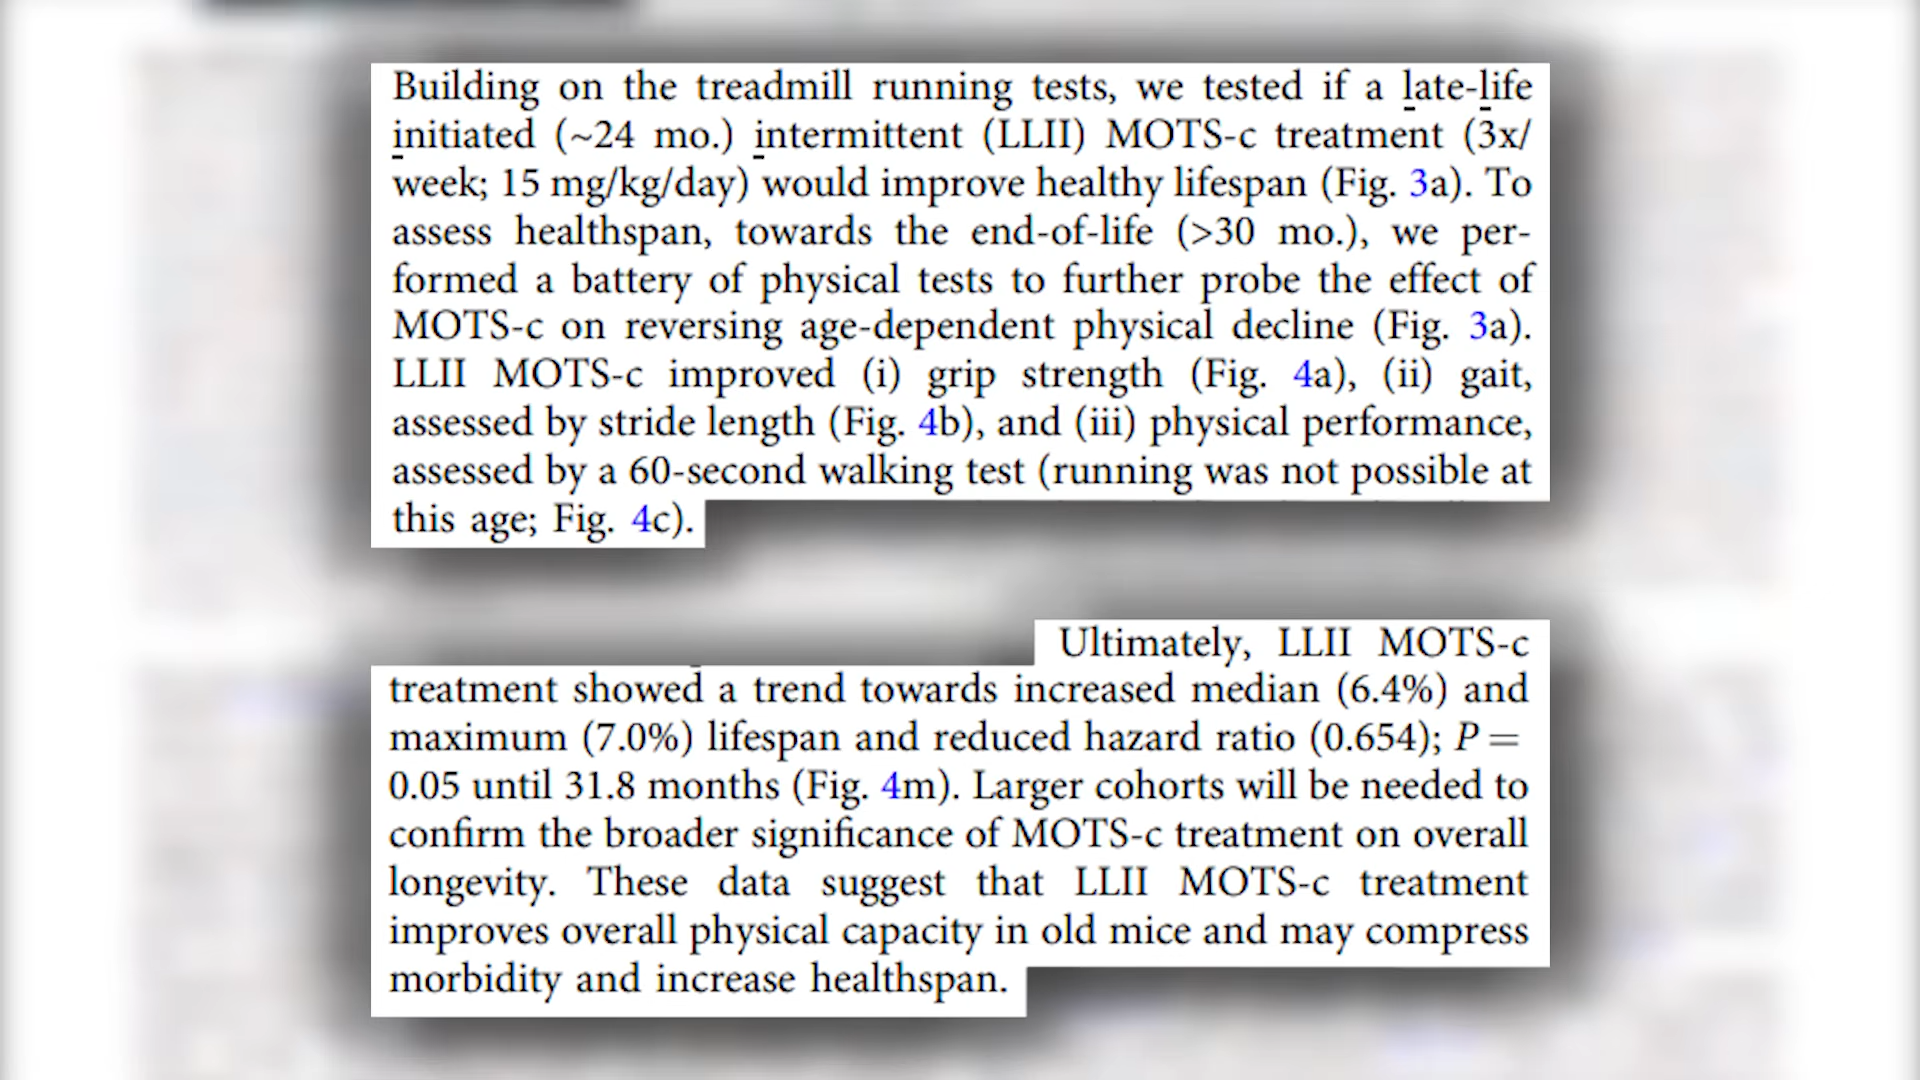 Building on the treadmill running tests, we tested if a late-life
initiated (~24 mo.) intermittent (LLII) MOTS-c treatment (3x/
week; 15 mg/kg/day) would improve healthy lifespan (Fig. 3a). To
assess healthspan, towards the end-of-life (>30 mo.), we per-
formed a battery of physical tests to further probe the effect of
MOTS-c on reversing age-dependent physical decline (Fig. 3a).
LLII MOTS-c improved (i) grip strength (Fig. 4a), (ii) gait,
assessed by stride length (Fig. 4b), and (iii) physical performance,
assessed by a 60-second walking test (running was not possible at
this age; Fig. 4c).
Ultimately, LLII MOTS-c
treatment showed a trend towards increased median (6.4%) and
maximum (7.0%) lifespan and reduced hazard ratio (0.654); P =
0.05 until 31.8 months (Fig. 4m). Larger cohorts will be needed to
confirm the broader significance of MOTS-c treatment on overall
longevity. These data suggest that LLII MOTS-c treatment
improves overall physical capacity in old mice and may compress
morbidity and increase healthspan.